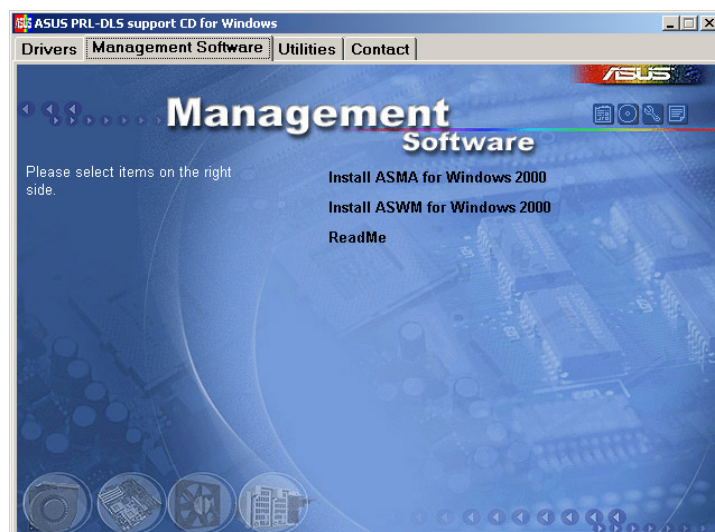 ASUS PRL-DLS support CD for Windows
Drivers Management Software Utilities Contact
ASUS
Management
Software
Please select items on the right
side.
Install ASMA for Windows 2000
Install ASWM for Windows 2000
ReadMe